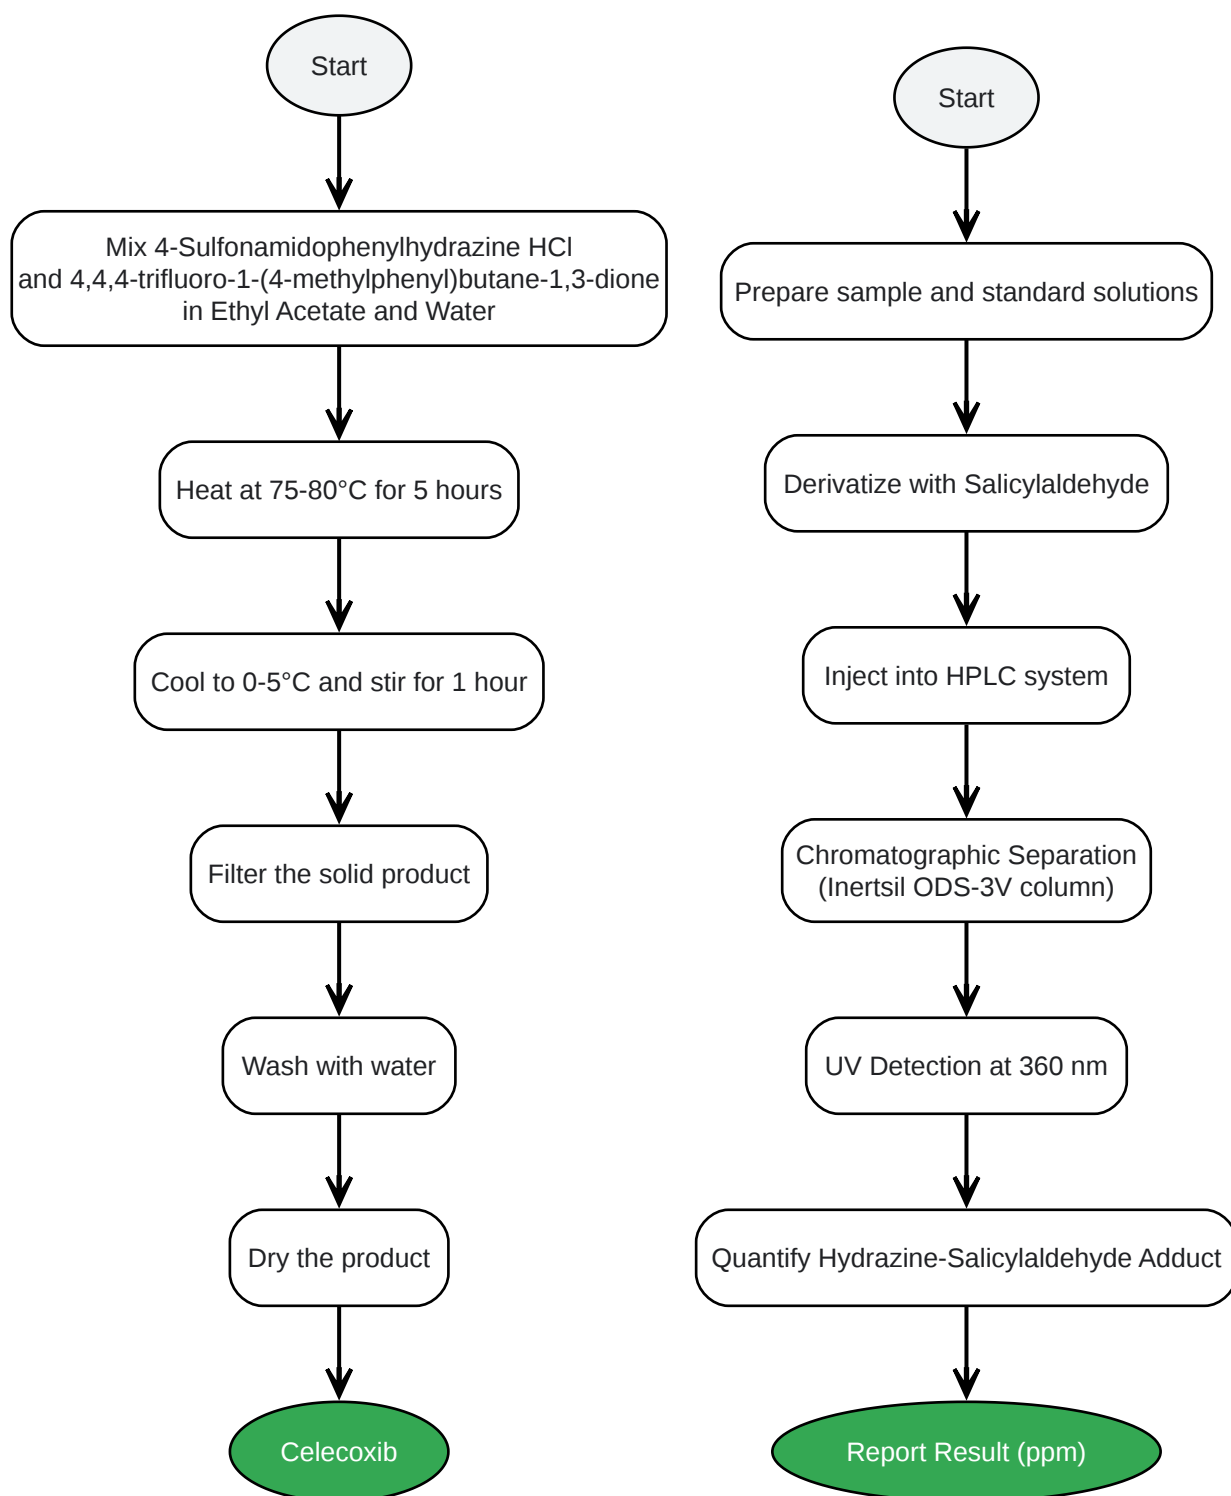 Start
Mix 4-Sulfonamidophenylhydrazine HCl
and 4,4,4-trifluoro-1-(4-methylphenyl)butane-1,3-dione
in Ethyl Acetate and Water
Heat at 75-80°C for 5 hours
Cool to 0-5°C and stir for 1 hour
Filter the solid product
Wash with water
Dry the product
Celecoxib
Start
Prepare sample and standard solutions
Derivatize with Salicylaldehyde
Inject into HPLC system
Chromatographic Separation
(Inertsil ODS-3V column)
UV Detection at 360 nm
Quantify Hydrazine-Salicylaldehyde Adduct
Report Result (ppm)